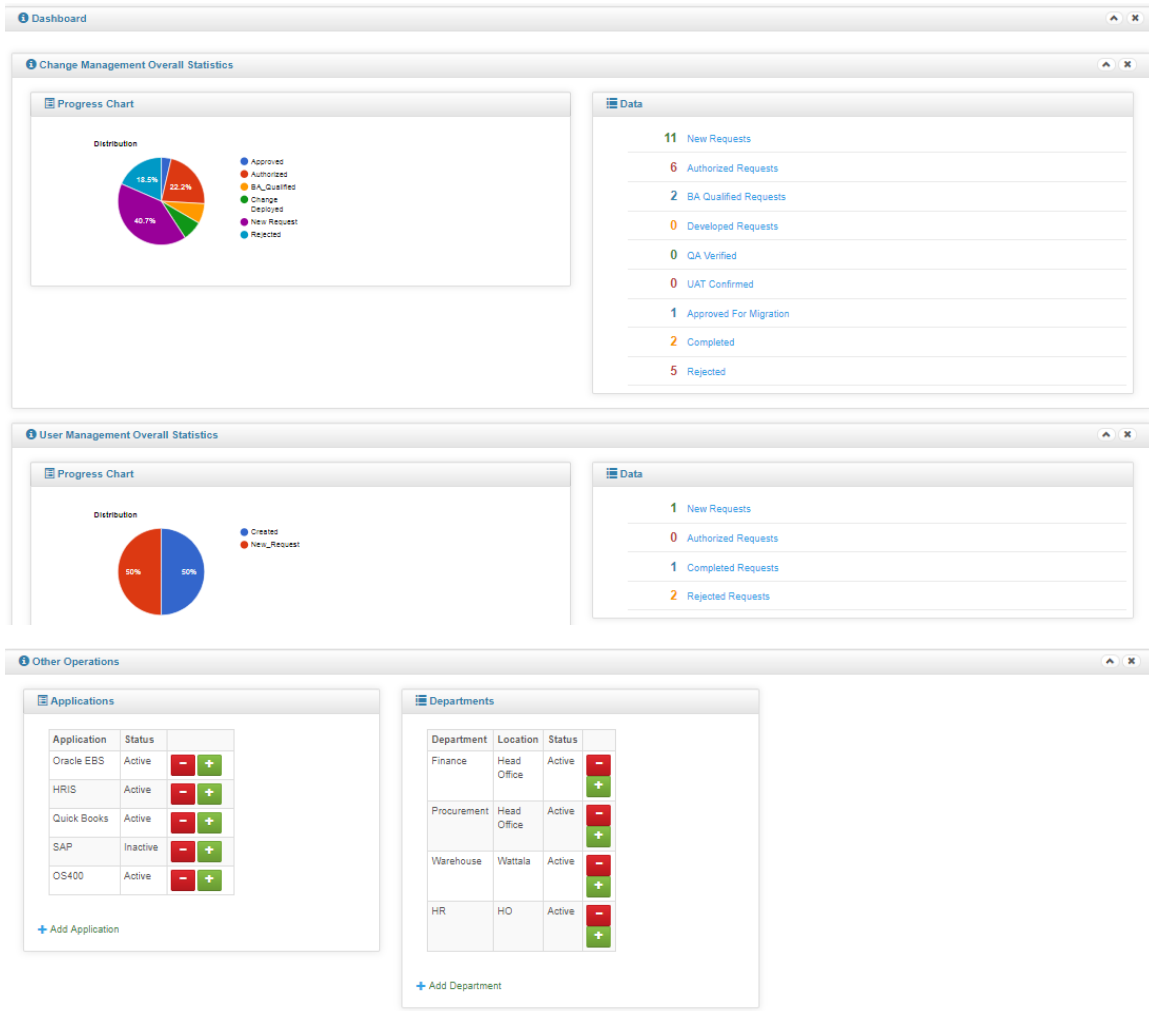 Dashboard
Change Management Overall Statistics
Progress Chart
Distribution
18.5%
22.2%
40.7%
Approved
Authorized
BA_Qualified
Change
Deployed
New Request
Rejected
Data
11 New Requests
6 Authorized Requests
2 BA Qualified Requests
0 Developed Requests
0 QA Verified
0 UAT Confirmed
1 Approved For Migration
2 Completed
5 Rejected
User Management Overall Statistics
Progress Chart
Distribution
50% 50%
Created
New_Request
Data
1 New Requests
0 Authorized Requests
1 Completed Requests
2 Rejected Requests
Other Operations
Applications
Application Status
Oracle EBS Active
HRIS Active
Quick Books Active
SAP Inactive
OS400 Active
Add Application
Departments
Department Location Status
Finance Head Active
Office
Procurement Head Active
Office
Warehouse Wattala Active
HR HO Active
Add Department